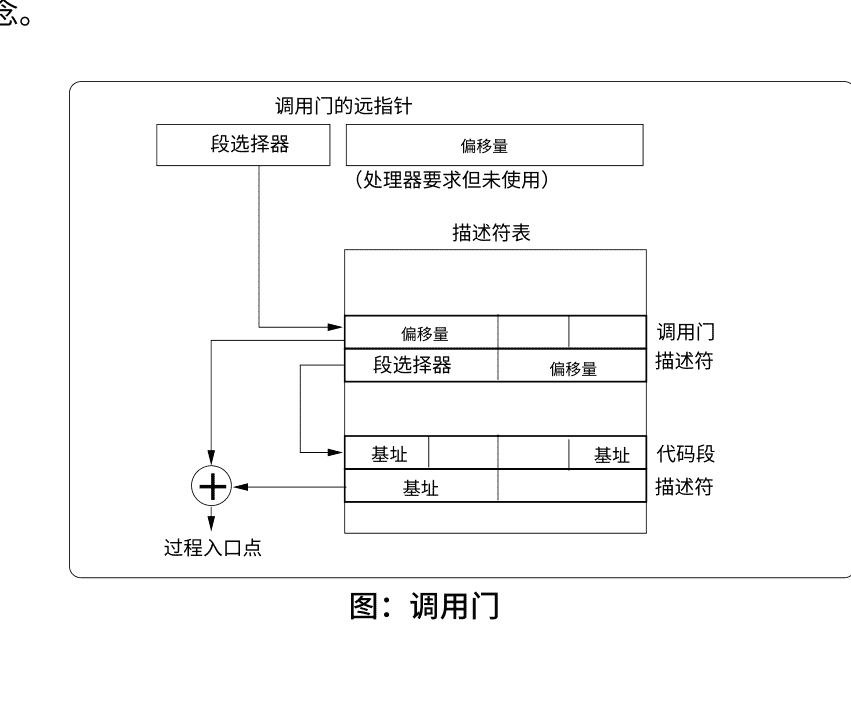 念。
调用门的远指针
段选择器 偏移量
（处理器要求但未使用）
描述符表
偏移量 调用门
段选择器 偏移量 描述符
基址 基址 代码段
基址 描述符
过程入口点
图：调用门